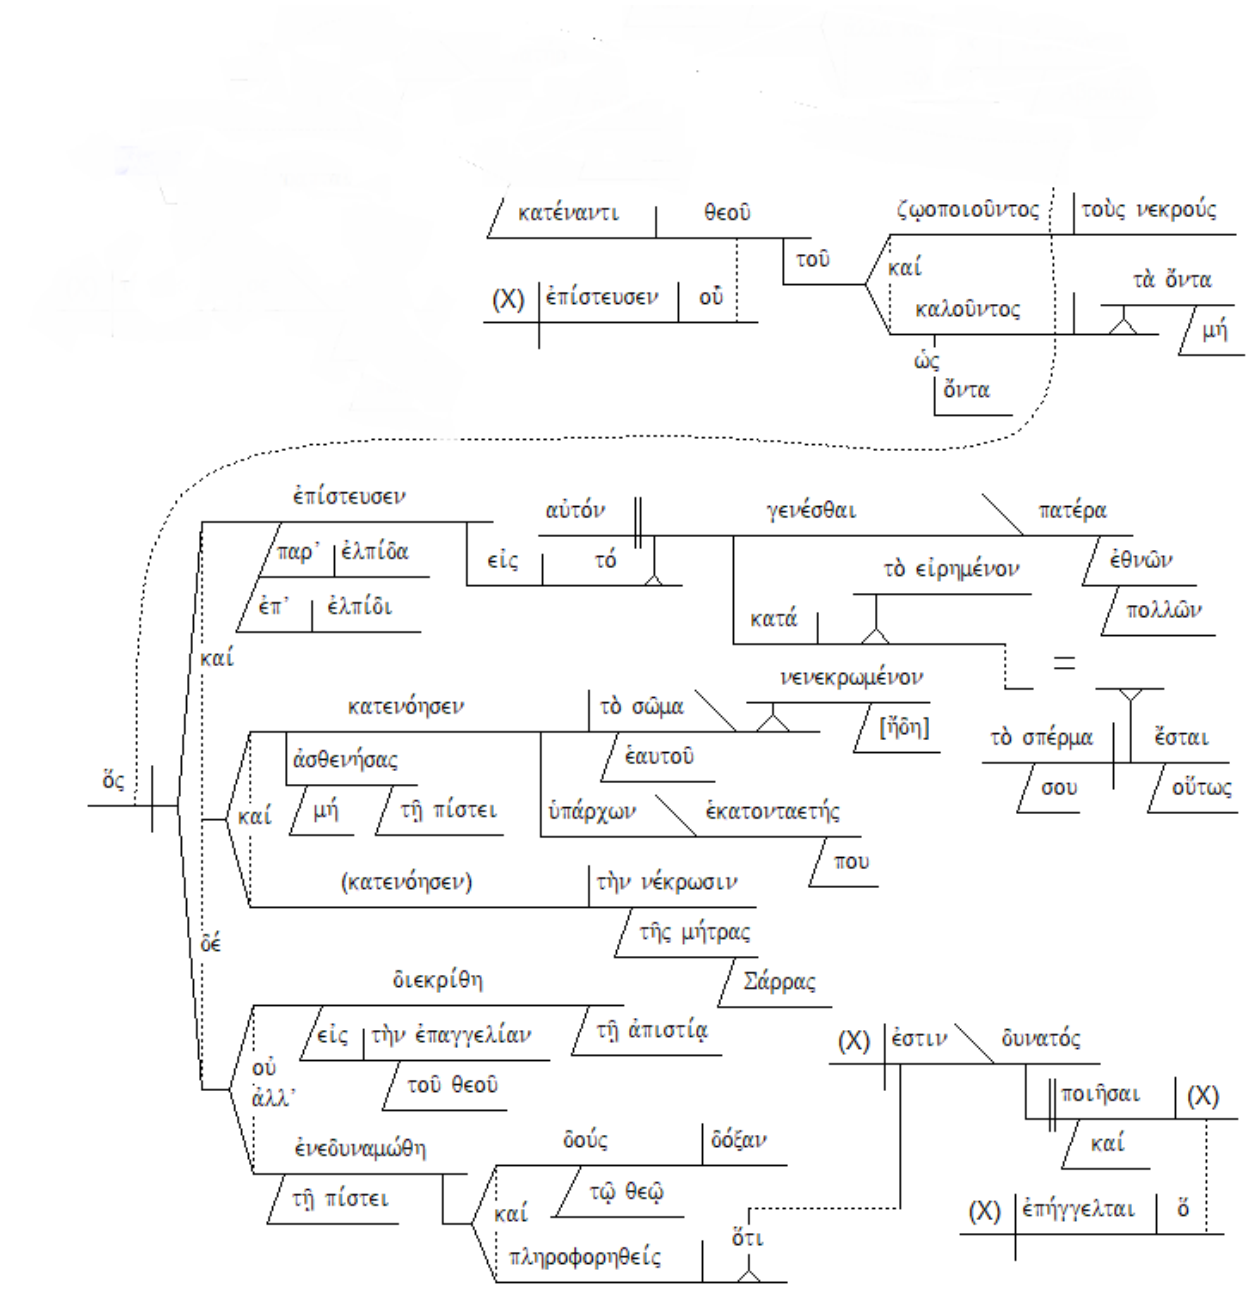 κατέναντι θεοῦ ζῳοποιοῦντος τοὺς νεκρούς
τοῦ καί
(X) ἐπίστευσεν οὗ καλοῦντος τὰ ὄντα
μή
ὡς
ὄντα
ἐπίστευσεν αὐτόν γενέσθαι πατέρα
παρ’ ἐλπίδα εἰς τό τὸ εἰρημένον ἐθνῶν
ἐπ’ ἐλπίδι κατά πολλῶν
καί =
κατενόησεν τὸ σῶμα νενεκρωμένον
[ἤδη]
ἀσθενήσας ἑαυτοῦ τὸ σπέρμα ἔσται
ὅς μή τῇ πίστει ὑπάρχων ἑκατονταετής σου οὕτως
καί
που
(κατενόησεν) τὴν νέκρωσιν
δέ τῆς μήτρας
διεκρίθη Σάρρας
εἰς τὴν ἐπαγγελίαν τῇ ἀπιστίᾳ (X) ἐστιν δυνατός
οὐ τοῦ θεοῦ ποιῆσαι (X)
ἀλλ’
ἐνεδυναμώθη δούς δόξαν καί
τῇ πίστει τῷ θεῷ
καί (X) ἐπήγγελται ὅ
πληροφορηθείς ὅτι